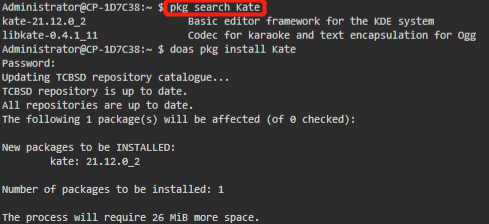 Administrator@CP-1D7C38:~ $ pkg search Kate
kate-21.12.0_2 Basic editor framework for the KDE system
libkate-0.4.1_11 Codec for karaoke and text encapsulation for Ogg
Administrator@CP-1D7C38:~ $ doas pkg install Kate
Password:
Updating TCBSD repository catalogue...
TCBSD repository is up to date.
All repositories are up to date.
The following 1 package(s) will be affected (of 0 checked):
New packages to be INSTALLED:
kate: 21.12.0_2
Number of packages to be installed: 1
The process will require 26 MiB more space.